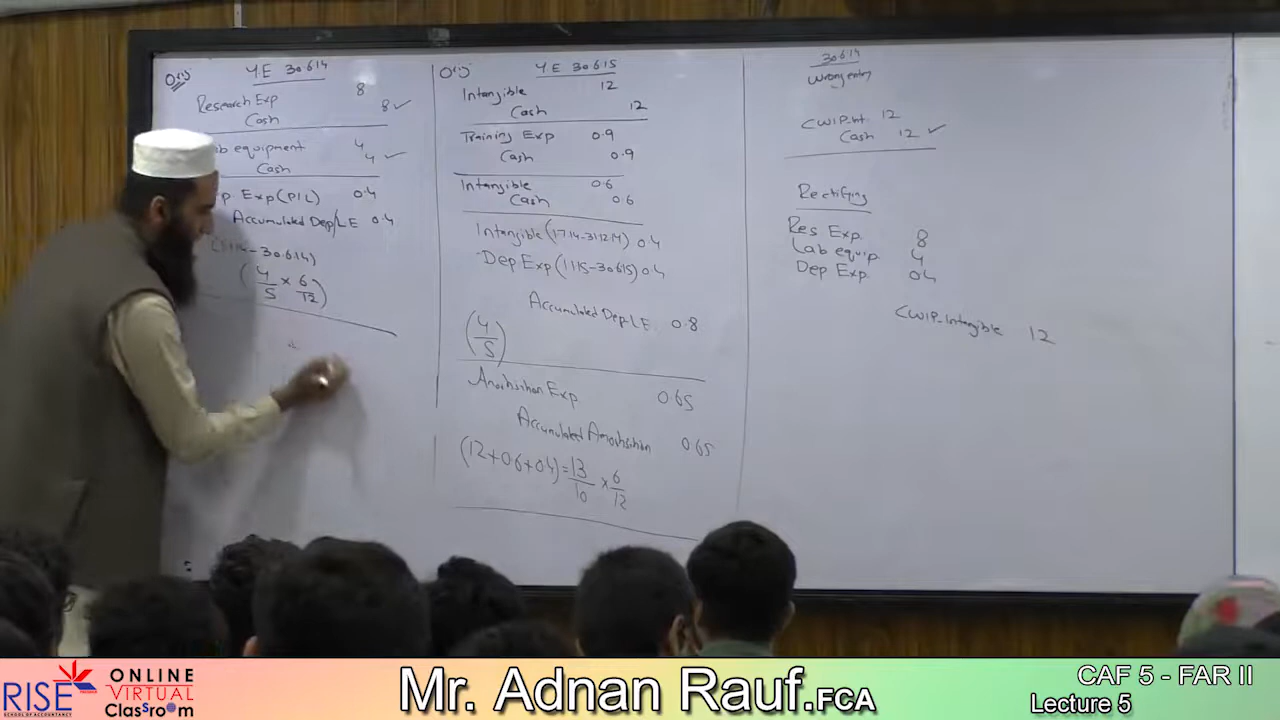 Orig
Y.E 30.6.14
Research Exp 8
Cash 8 ✓
ab equipment 4
Cash 4 ✓
p Exp (P/L) 0.4
Accumulated Dep/LE 0.4
14 - 30.6.14)
(4/5 × 6/12)
Orig
Y.E 30.6.15
Intangible 12
Cash 12
Training Exp 0.9
Cash 0.9
Intangible 0.6
Cash 0.6
Intangible (1.7.14-31.12.14) 0.4
Dep Exp (1.1.15-30.6.15) 0.4
Accumulated Dep LE 0.8
(4/5)
Amortisation Exp 0.65
Accumulated Amortisation 0.65
(12+0.6+0.4) = 13/10 × 6/12
30.6.14
Wrong entry
CWIP.Int 12
Cash 12 ✓
Rectifying
Res Exp. 8
Lab equip. 4
Dep Exp 0.4
CWIP_Intangible 12
RISE
SCHOOL OF ACCOUNTANCY
ONLINE
VIRTUAL
Classroom
Mr. Adnan Rauf.FCA
CAF 5 - FAR II
Lecture 5